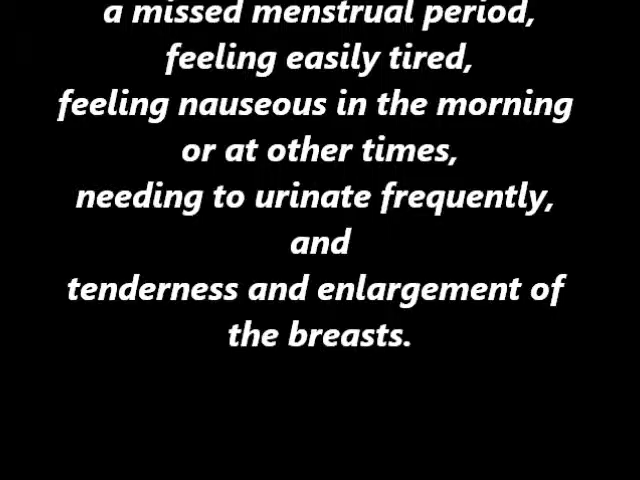 a missed menstrual period,
feeling easily tired,
feeling nauseous in the morning
or at other times,
needing to urinate frequently,
and
tenderness and enlargement of
the breasts.